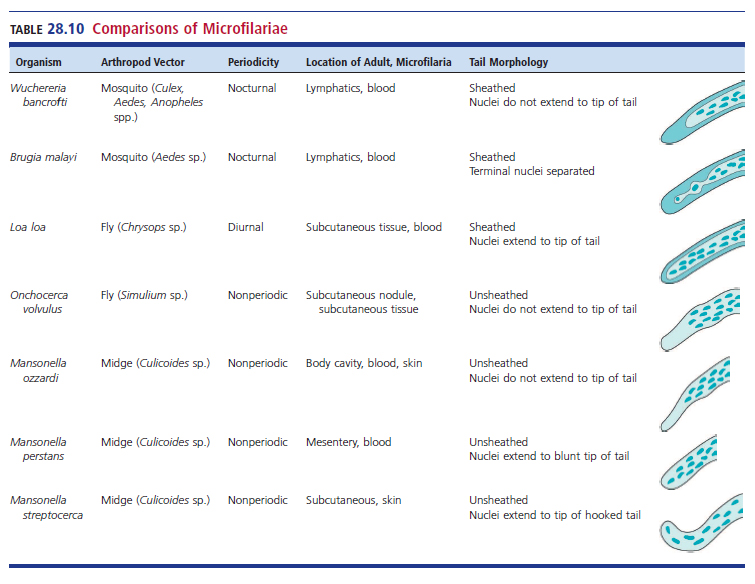 TABLE 28.10 Comparisons of Microfilariae
Organism Arthropod Vector Periodicity Location of Adult, Microfilaria Tail Morphology
Wuchereria Mosquito (Culex, Nocturnal Lymphatics, blood Sheathed
bancrofti Aedes, Anopheles Nuclei do not extend to tip of tail
spp.)
Brugia malayi Mosquito (Aedes sp.) Nocturnal Lymphatics, blood Sheathed
Terminal nuclei separated
Loa loa Fly (Chrysops sp.) Diurnal Subcutaneous tissue, blood Sheathed
Nuclei extend to tip of tail
Onchocerca Fly (Simulium sp.) Nonperiodic Subcutaneous nodule, Unsheathed
volvulus subcutaneous tissue Nuclei do not extend to tip of tail
Mansonella Midge (Culicoides sp.) Nonperiodic Body cavity, blood, skin Unsheathed
ozzardi Nuclei do not extend to tip of tail
Mansonella Midge (Culicoides sp.) Nonperiodic Mesentery, blood Unsheathed
perstans Nuclei extend to blunt tip of tail
Mansonella Midge (Culicoides sp.) Nonperiodic Subcutaneous, skin Unsheathed
streptocerca Nuclei extend to tip of hooked tail